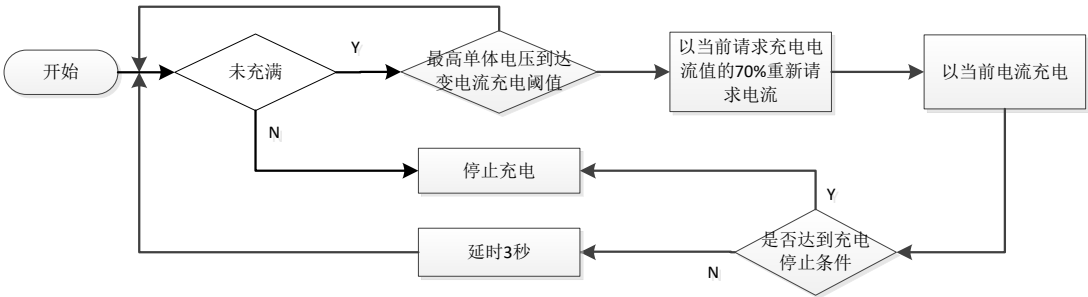 开始
未充满
Y
最高单体电压到达
变电流充电阈值
以当前请求充电电
流值的70%重新请
求电流
以当前电流充电
N
停止充电
Y
是否达到充电
停止条件
N
延时3秒